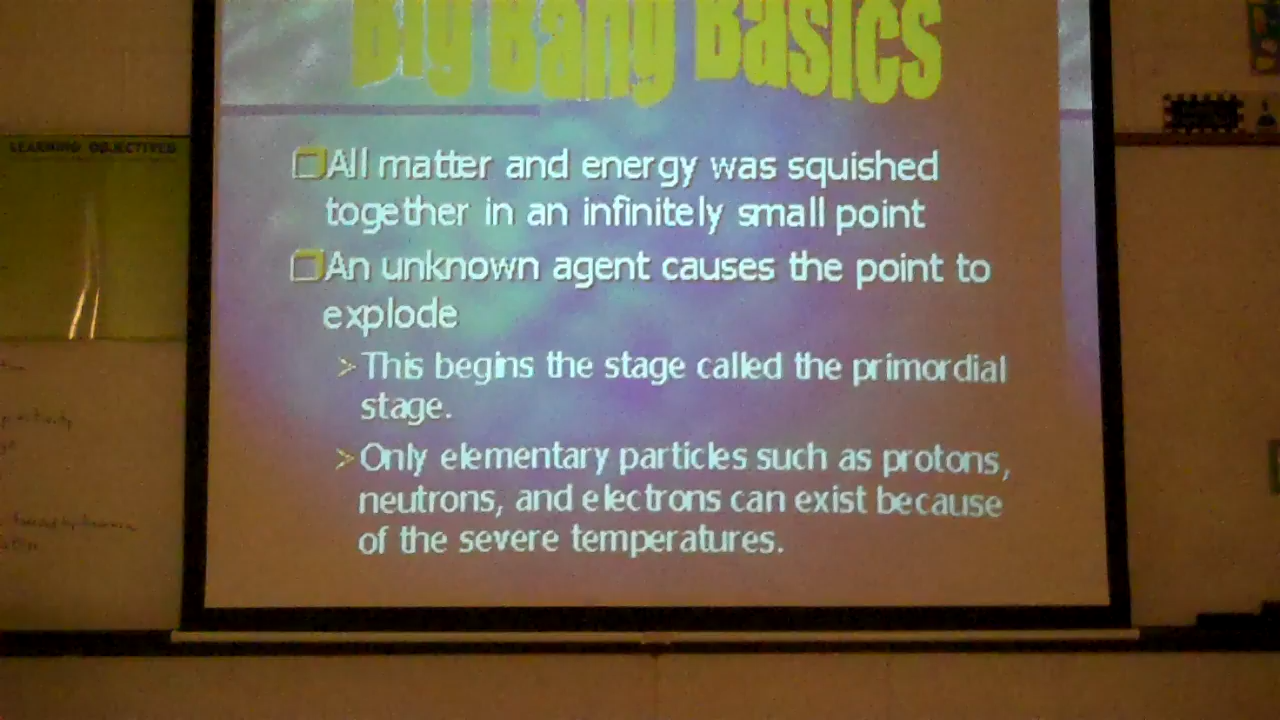 Big Bang Basics
LEARNING OBJECTIVES
All matter and energy was squished
together in an infinitely small point
An unknown agent causes the point to
explode
This begins the stage called the primordial
stage.
Only elementary particles such as protons,
neutrons, and electrons can exist because
of the severe temperatures.